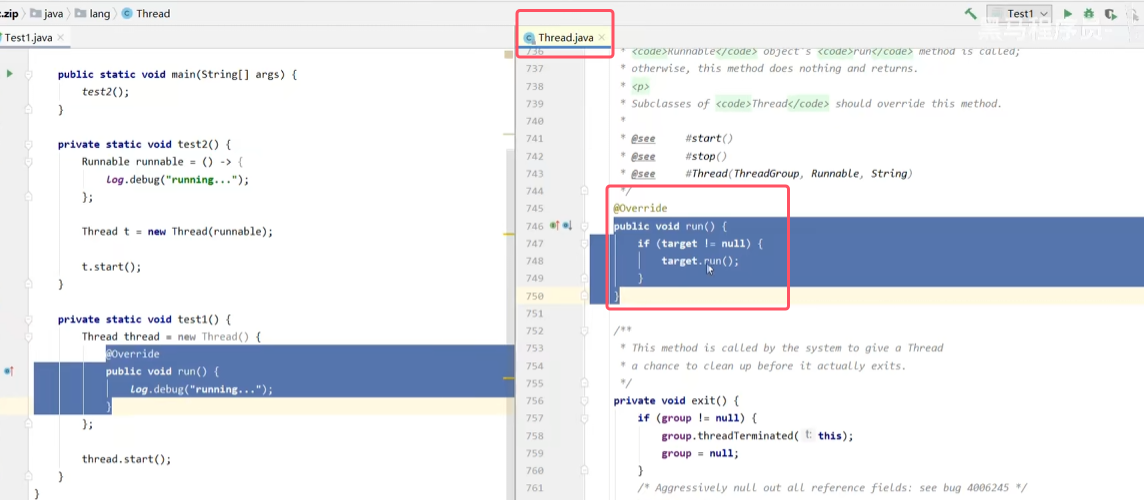 .zip java lang Thread Test1
黑马程序员
Test1.java
public static void main(String[] args) {
test2();
}
private static void test2() {
Runnable runnable = () -> {
log.debug("running...");
};
Thread t = new Thread(runnable);
t.start();
}
private static void test1() {
Thread thread = new Thread() {
@Override
public void run() {
log.debug("running...");
}
};
thread.start();
}
}
Thread.java
736 * <code>Runnable</code> object's <code>run</code> method is called;
737 * otherwise, this method does nothing and returns.
738 * <p>
739 * Subclasses of <code>Thread</code> should override this method.
740 *
741 * @see #start()
742 * @see #stop()
743 * @see #Thread(ThreadGroup, Runnable, String)
744 */
745 @Override
746 public void run() {
747 if (target != null) {
748 target.run();
749 }
750 }
751
752 /**
753 * This method is called by the system to give a Thread
754 * a chance to clean up before it actually exits.
755 */
756 private void exit() {
757 if (group != null) {
758 group.threadTerminated( t: this);
759 group = null;
760 }
761 /* Aggressively null out all reference fields: see bug 4006245 */